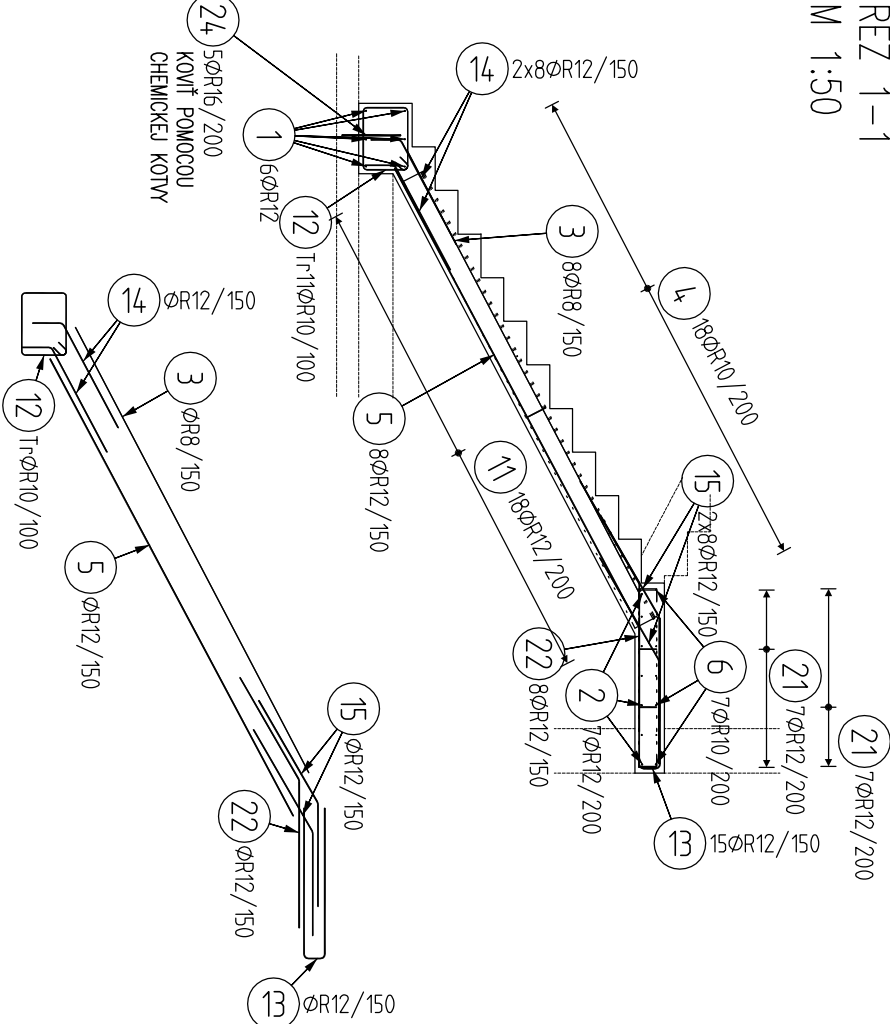 REZ 1-1
M 1:50
24 5ØR16/200
KOVIŤ POMOCOU
CHEMICKEJ KOTVY
1 6ØR12
12 Tr11ØR10/100
14 2x8ØR12/150
3 8ØR8/150
4 18ØR10/200
5 8ØR12/150
11 18ØR12/200
15 2x8ØR12/150
22 8ØR12/150
2 7ØR12/200
6 7ØR10/200
21 7ØR12/200
21 7ØR12/200
13 15ØR12/150
14 ØR12/150
3 ØR8/150
12 TrØR10/100
5 ØR12/150
15 ØR12/150
22 ØR12/150
13 ØR12/150